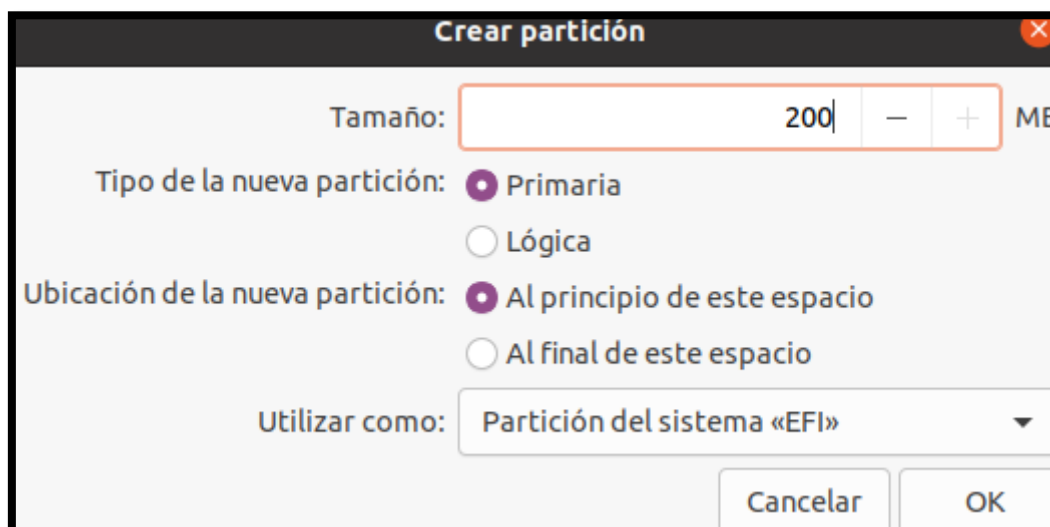 Crear partición
Tamaño: 200 − + ME
Tipo de la nueva partición: Primaria
Lógica
Ubicación de la nueva partición: Al principio de este espacio
Al final de este espacio
Utilizar como: Partición del sistema «EFI»
Cancelar OK